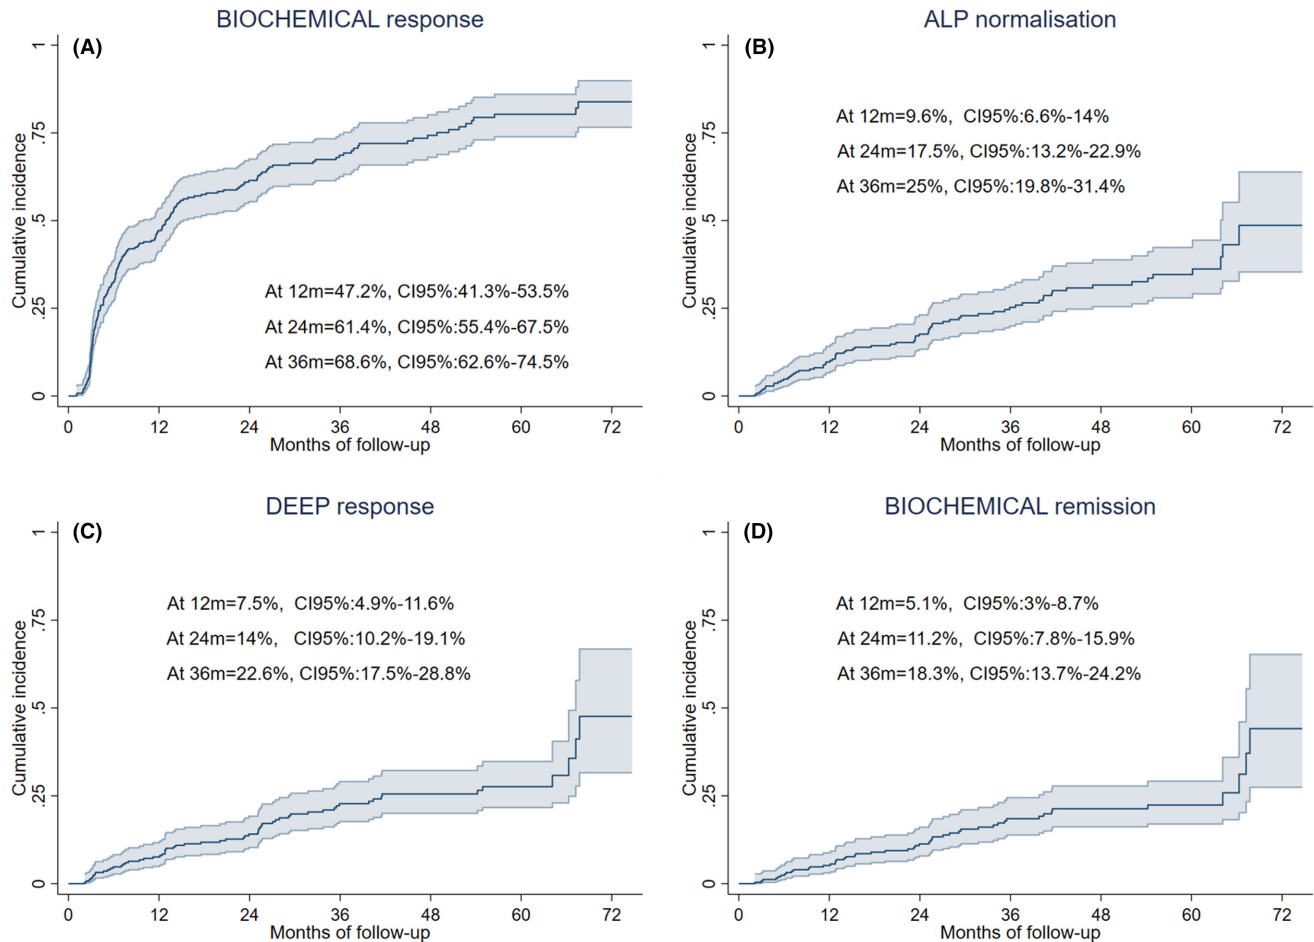 BIOCHEMICAL response
(A)
Cumulative incidence
1
.75
.5
.25
0
At 12m=47.2%, CI95%:41.3%-53.5%
At 24m=61.4%, CI95%:55.4%-67.5%
At 36m=68.6%, CI95%:62.6%-74.5%
0 12 24 36 48 60 72
Months of follow-up
ALP normalisation
(B)
Cumulative incidence
1
.75
.5
.25
0
At 12m=9.6%, CI95%:6.6%-14%
At 24m=17.5%, CI95%:13.2%-22.9%
At 36m=25%, CI95%:19.8%-31.4%
0 12 24 36 48 60 72
Months of follow-up
DEEP response
(C)
Cumulative incidence
1
.75
.5
.25
0
At 12m=7.5%, CI95%:4.9%-11.6%
At 24m=14%, CI95%:10.2%-19.1%
At 36m=22.6%, CI95%:17.5%-28.8%
0 12 24 36 48 60 72
Months of follow-up
BIOCHEMICAL remission
(D)
Cumulative incidence
1
.75
.5
.25
0
At 12m=5.1%, CI95%:3%-8.7%
At 24m=11.2%, CI95%:7.8%-15.9%
At 36m=18.3%, CI95%:13.7%-24.2%
0 12 24 36 48 60 72
Months of follow-up